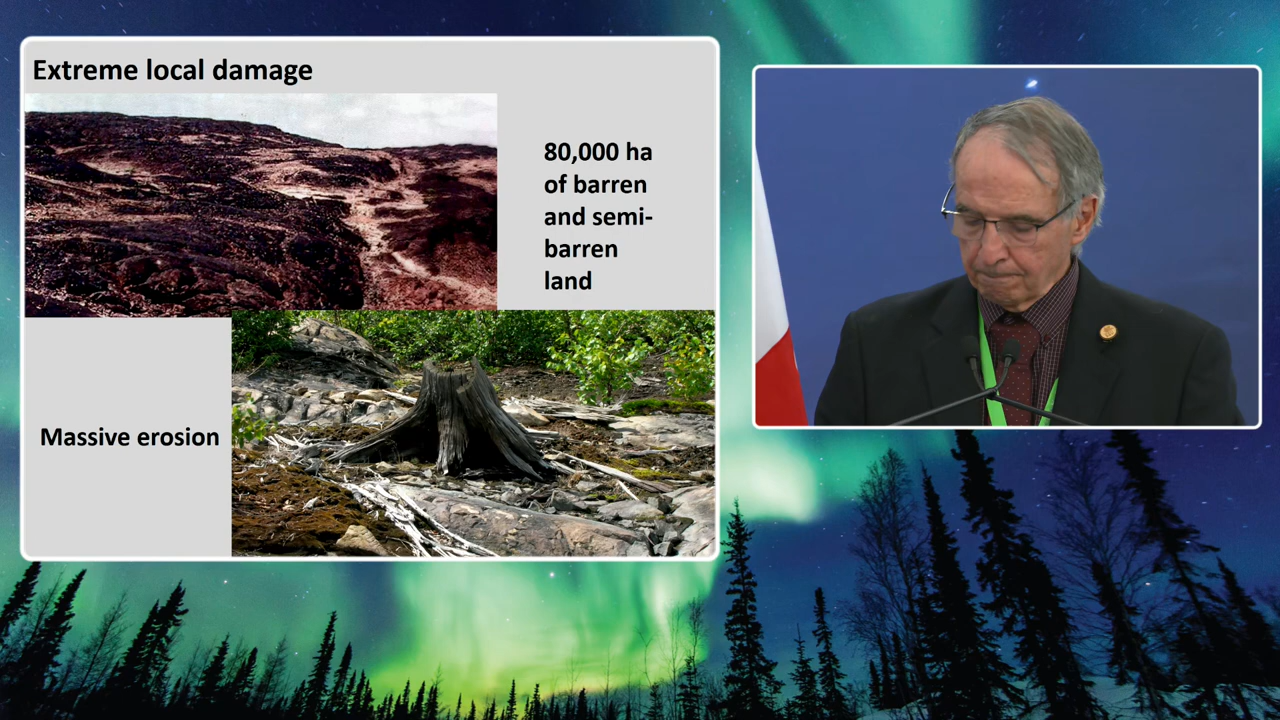 Extreme local damage
80,000 ha
of barren
and semi-
barren
land
Massive erosion